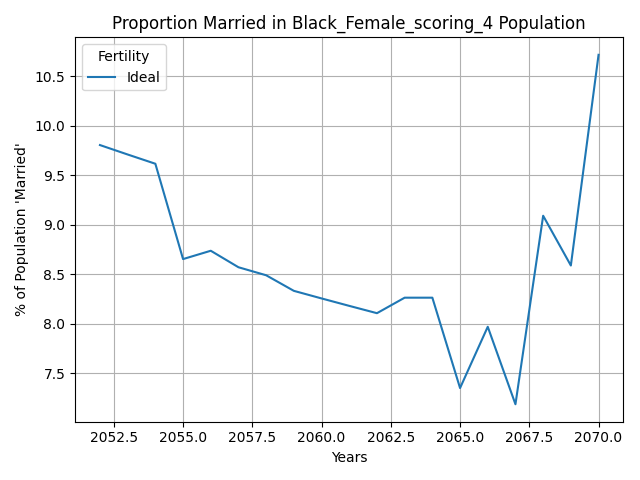 Proportion Married in Black_Female_scoring_4 Population
Fertility
Ideal
% of Population 'Married'
10.5
10.0
9.5
9.0
8.5
8.0
7.5
2052.5 2055.0 2057.5 2060.0 2062.5 2065.0 2067.5 2070.0
Years